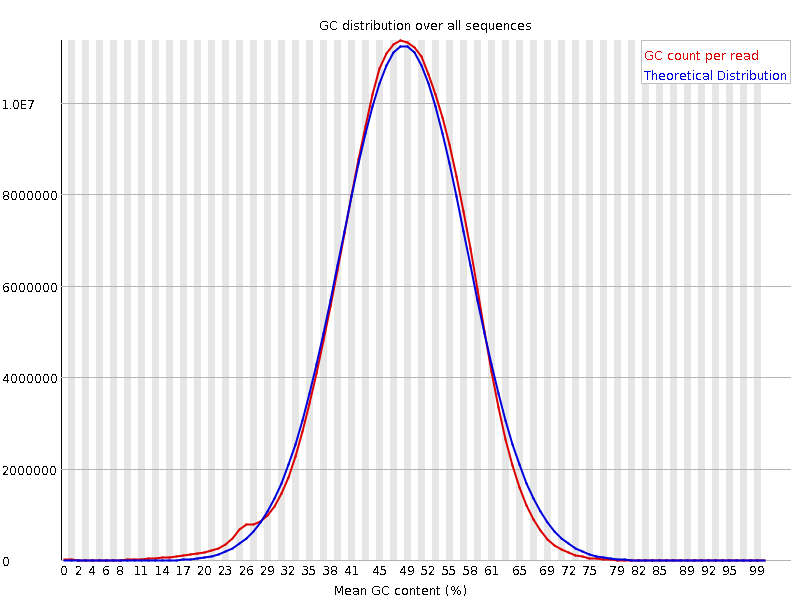 GC distribution over all sequences
GC count per read
Theoretical Distribution
1.0E7
8000000
6000000
4000000
2000000
0
0 2 4 6 8 11 14 17 20 23 26 29 32 35 38 41 45 49 52 55 58 61 65 69 72 75 79 82 85 89 92 95 99
Mean GC content (%)